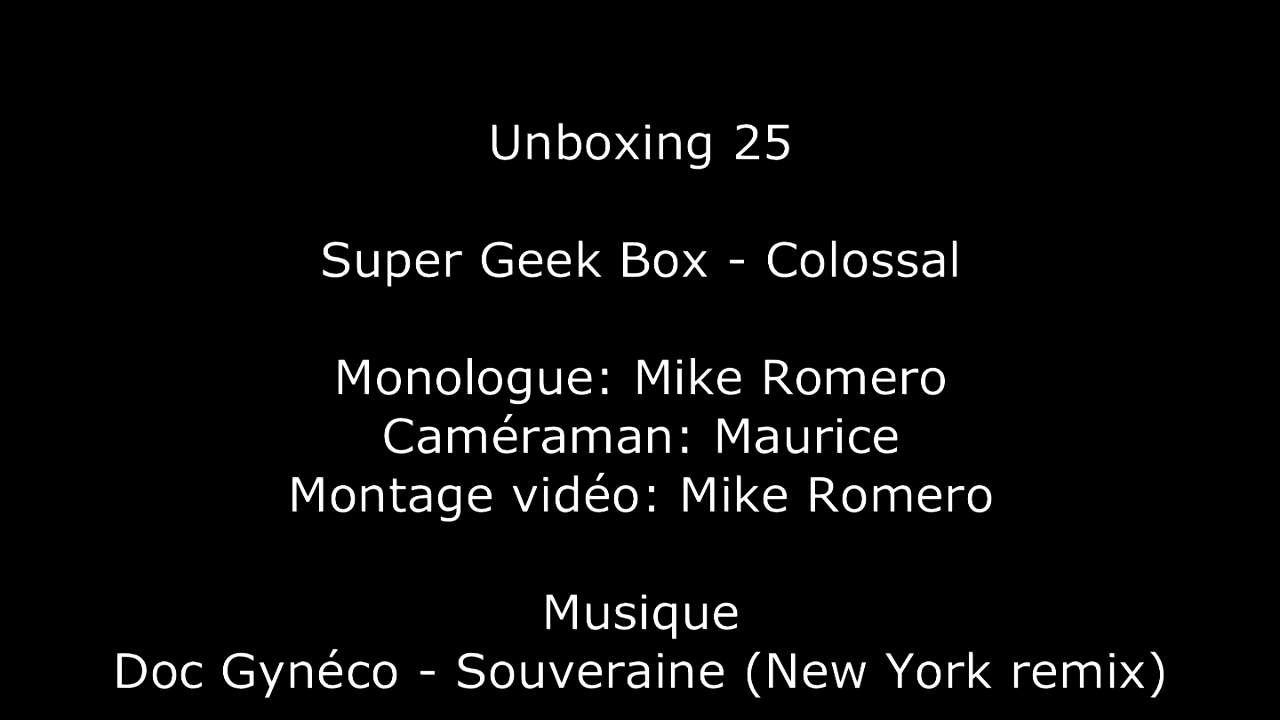 Unboxing 25
Super Geek Box - Colossal
Monologue: Mike Romero
Caméraman: Maurice
Montage vidéo: Mike Romero
Musique
Doc Gynéco - Souveraine (New York remix)